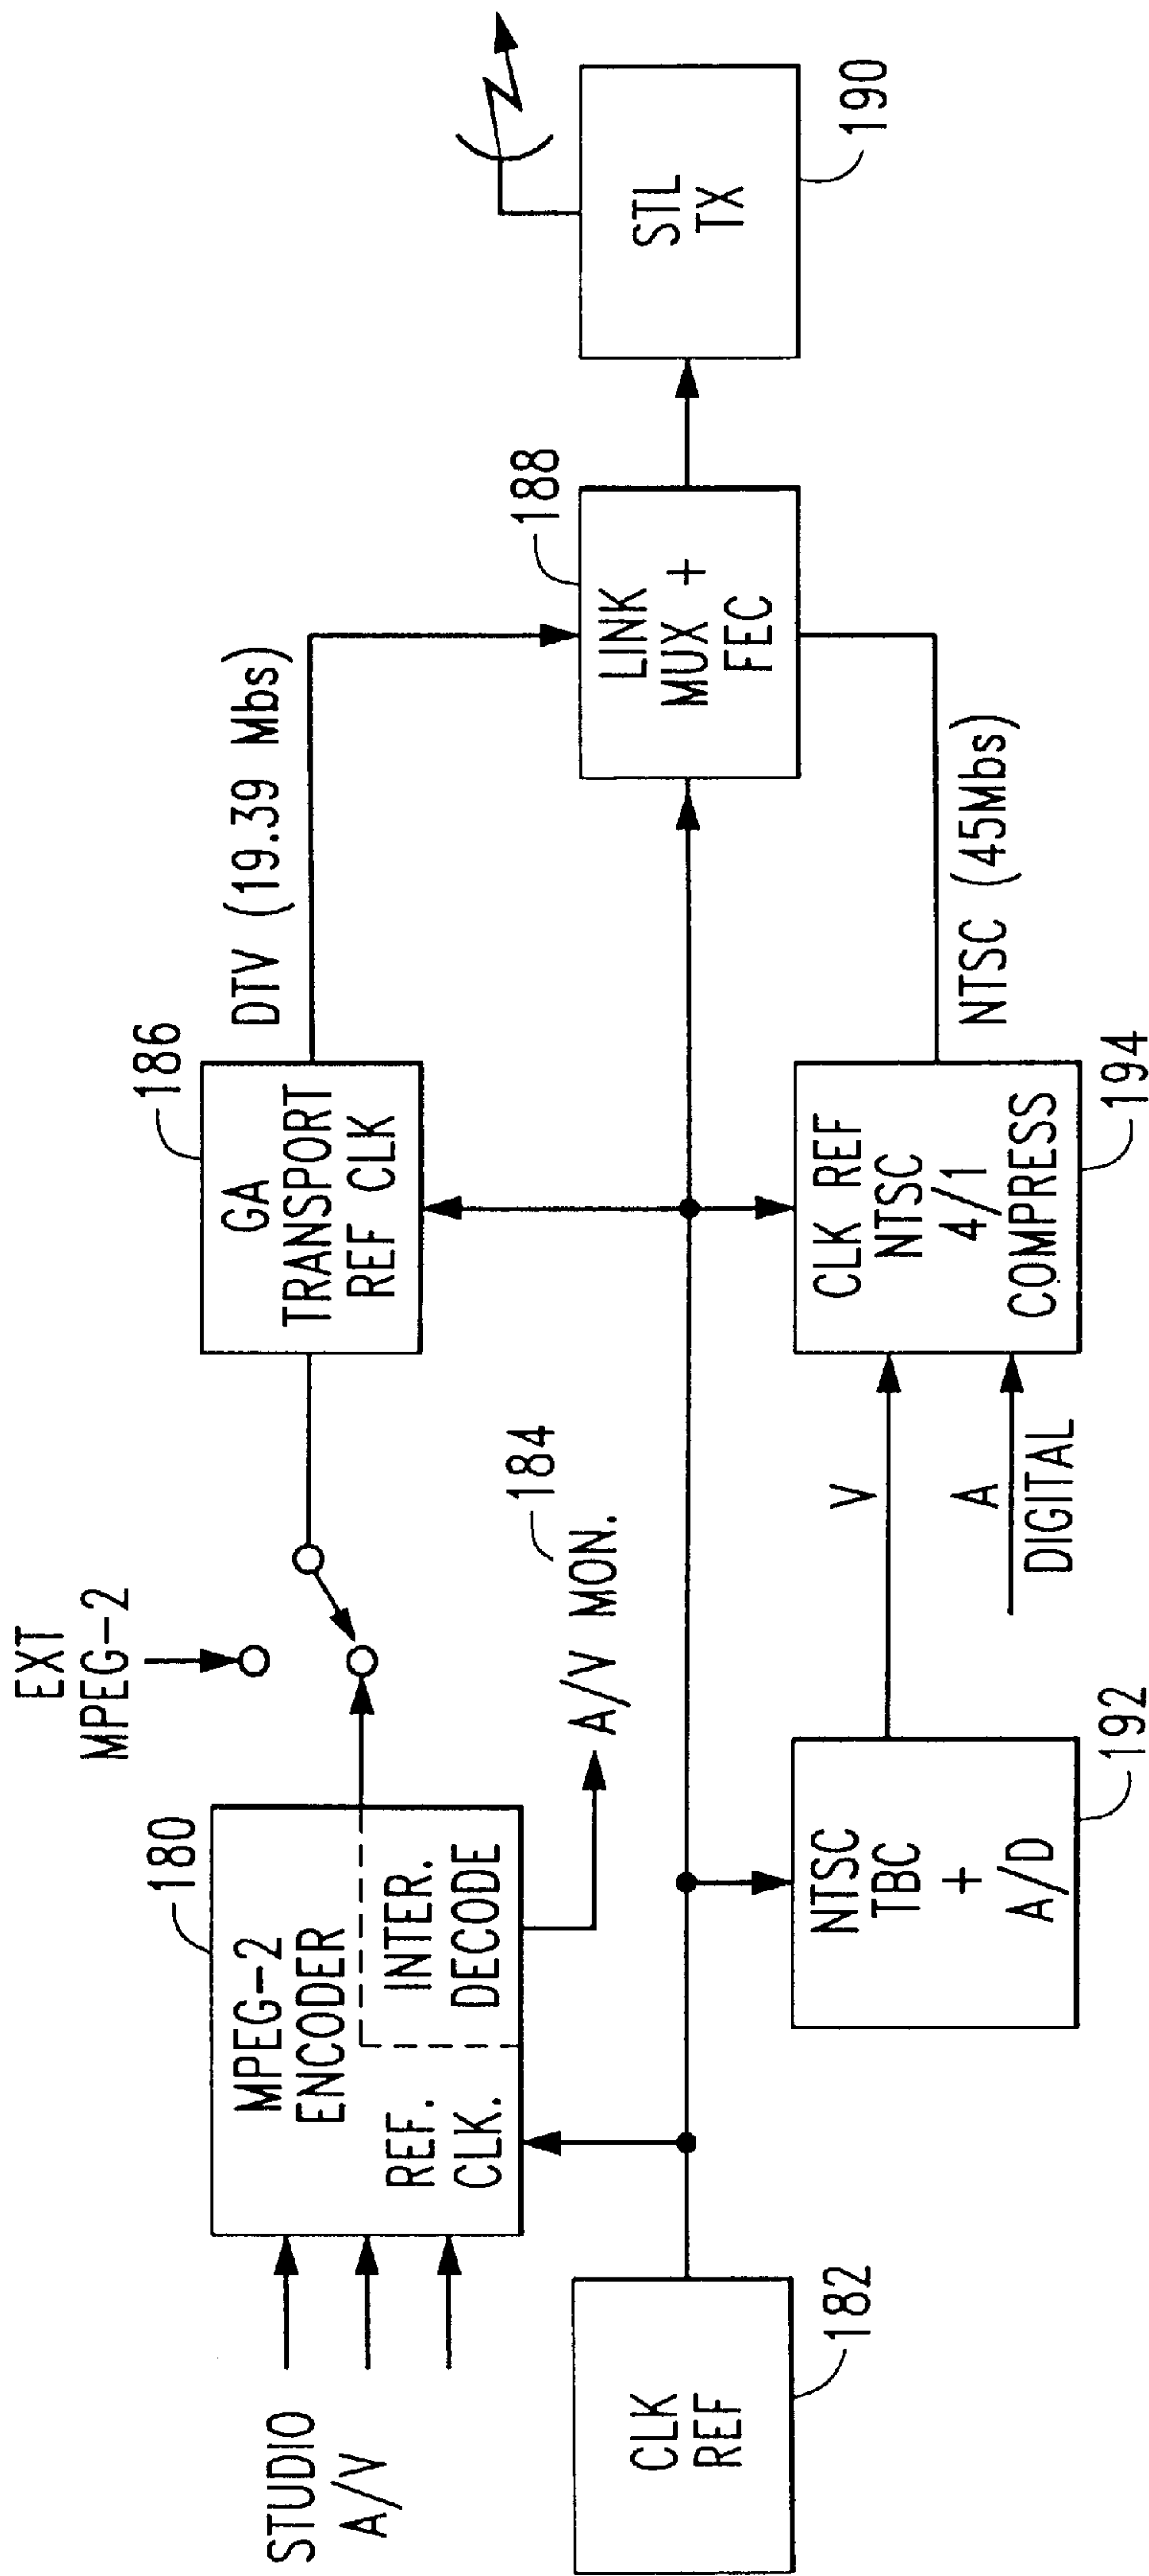 STUDIO
A/V
180
MPEG-2
ENCODER
REF.
CLK.
INTER.
DECODE
EXT
MPEG-2
184
A/V MON.
186
GA
TRANSPORT
REF CLK
DTV (19.39 Mbs)
188
LINK
MUX +
FEC
STL
TX
190
CLK
REF
182
NTSC
TBC
+
A/D
192
V
A
DIGITAL
CLK REF
NTSC
4/1
COMPRESS
194
NTSC (45Mbs)